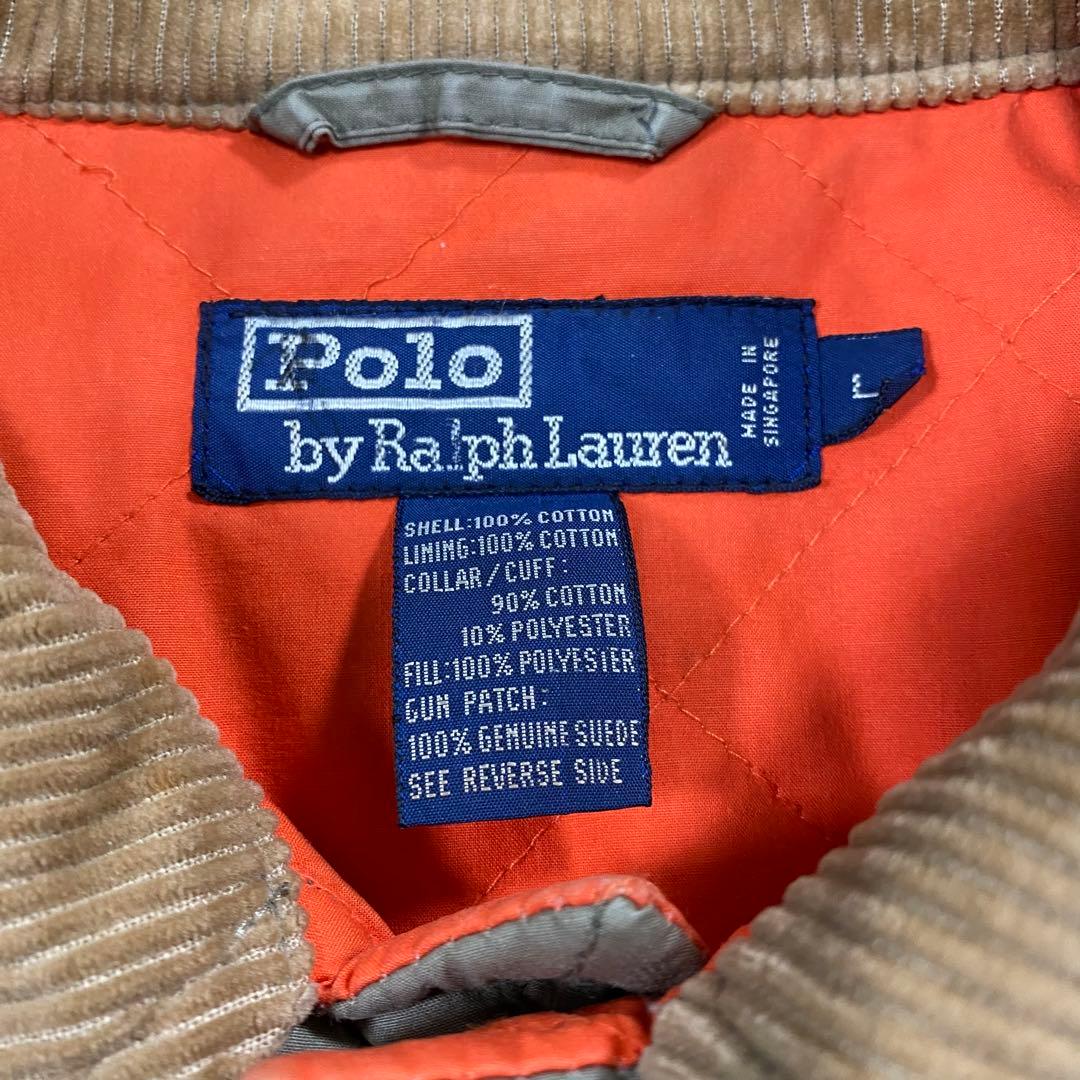 Polo
by Ralph Lauren
MADE IN
SINGAPORE
L
SHELL:100% COTTON
LINING:100% COTTON
COLLAR/CUFF:
90% COTTON
10% POLYESTER
FILL:100% POLYESTER
GUN PATCH:
100% GENUINE SUEDE
SEE REVERSE SIDE